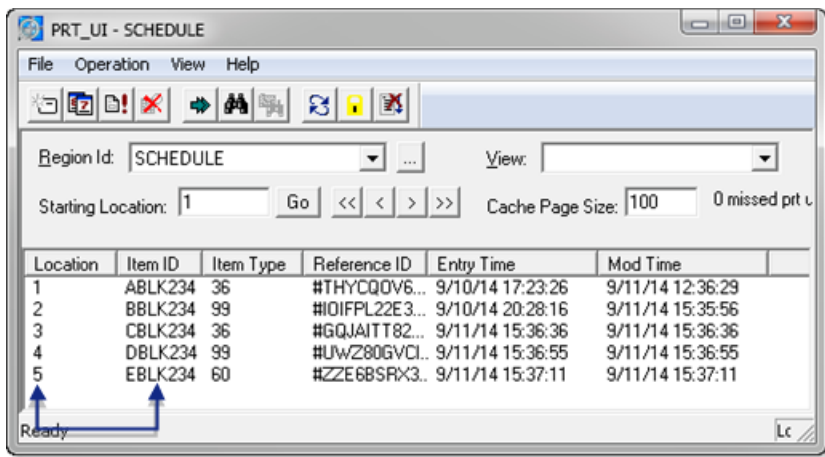 PRT_UI - SCHEDULE
File Operation View Help
Region Id: SCHEDULE ... View:
Starting Location: 1 Go << < > >> Cache Page Size: 100 0 missed prt u
Location Item ID Item Type Reference ID Entry Time Mod Time
1 ABLK234 36 #THYCQOV6... 9/10/14 17:23:26 9/11/14 12:36:29
2 BBLK234 99 #IOIFPL22E3... 9/10/14 20:28:16 9/11/14 15:35:56
3 CBLK234 36 #GQJAITT82... 9/11/14 15:36:36 9/11/14 15:36:36
4 DBLK234 99 #UWZ80GVCI... 9/11/14 15:36:55 9/11/14 15:36:55
5 EBLK234 60 #ZZE6BSRX3... 9/11/14 15:37:11 9/11/14 15:37:11
Ready